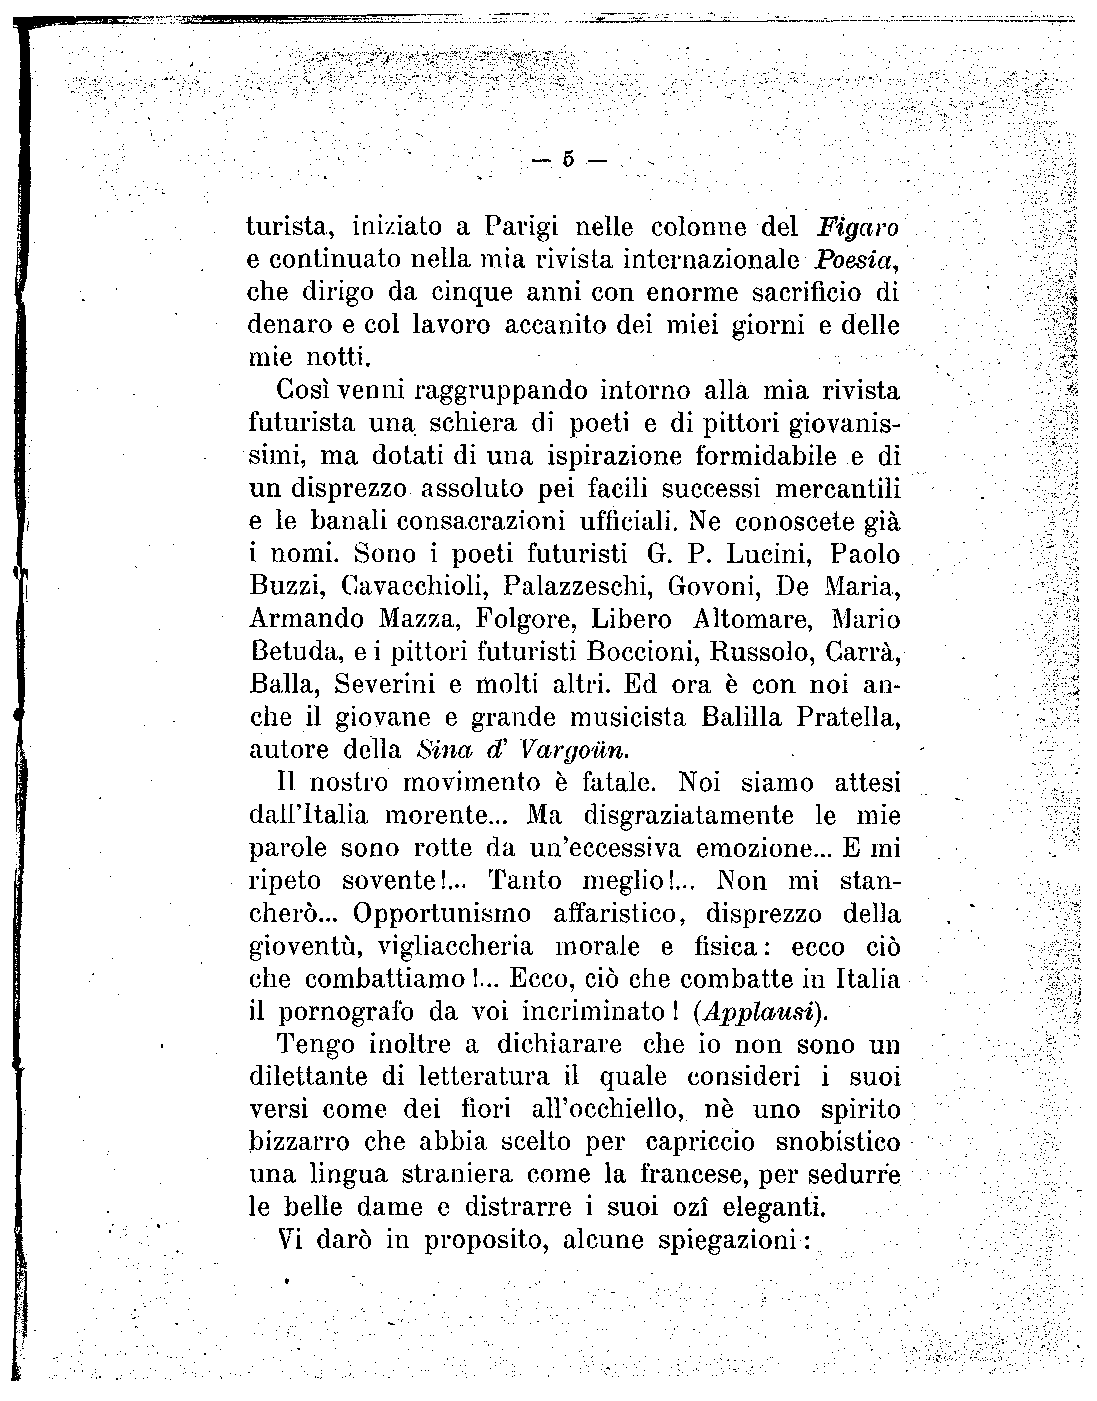 — 5 —
turista, iniziato a Parigi nelle colonne del Figaro
e continuato nella mia rivista internazionale Poesia,
che dirigo da cinque anni con enorme sacrificio di
denaro e col lavoro accanito dei miei giorni e delle
mie notti.
Così venni raggruppando intorno alla mia rivista
futurista una schiera di poeti e di pittori giovanis-
simi, ma dotati di una ispirazione formidabile e di
un disprezzo assoluto pei facili successi mercantili
e le banali consacrazioni ufficiali. Ne conoscete già
i nomi. Sono i poeti futuristi G. P. Lucini, Paolo
Buzzi, Cavacchioli, Palazzeschi, Govoni, De Maria,
Armando Mazza, Folgore, Libero Altomare, Mario
Betuda, e i pittori futuristi Boccioni, Russolo, Carrà,
Balla, Severini e molti altri. Ed ora è con noi an-
che il giovane e grande musicista Balilla Pratella,
autore della Sina d' Vargoün.
Il nostro movimento è fatale. Noi siamo attesi
dall'Italia morente... Ma disgraziatamente le mie
parole sono rotte da un'eccessiva emozione... E mi
ripeto sovente!... Tanto meglio!... Non mi stan-
cherò... Opportunismo affaristico, disprezzo della
gioventù, vigliaccheria morale e fisica: ecco ciò
che combattiamo!... Ecco, ciò che combatte in Italia
il pornografo da voi incriminato! (Applausi).
Tengo inoltre a dichiarare che io non sono un
dilettante di letteratura il quale consideri i suoi
versi come dei fiori all'occhiello, nè uno spirito
bizzarro che abbia scelto per capriccio snobistico
una lingua straniera come la francese, per sedurre
le belle dame e distrarre i suoi ozî eleganti.
Vi darò in proposito, alcune spiegazioni: